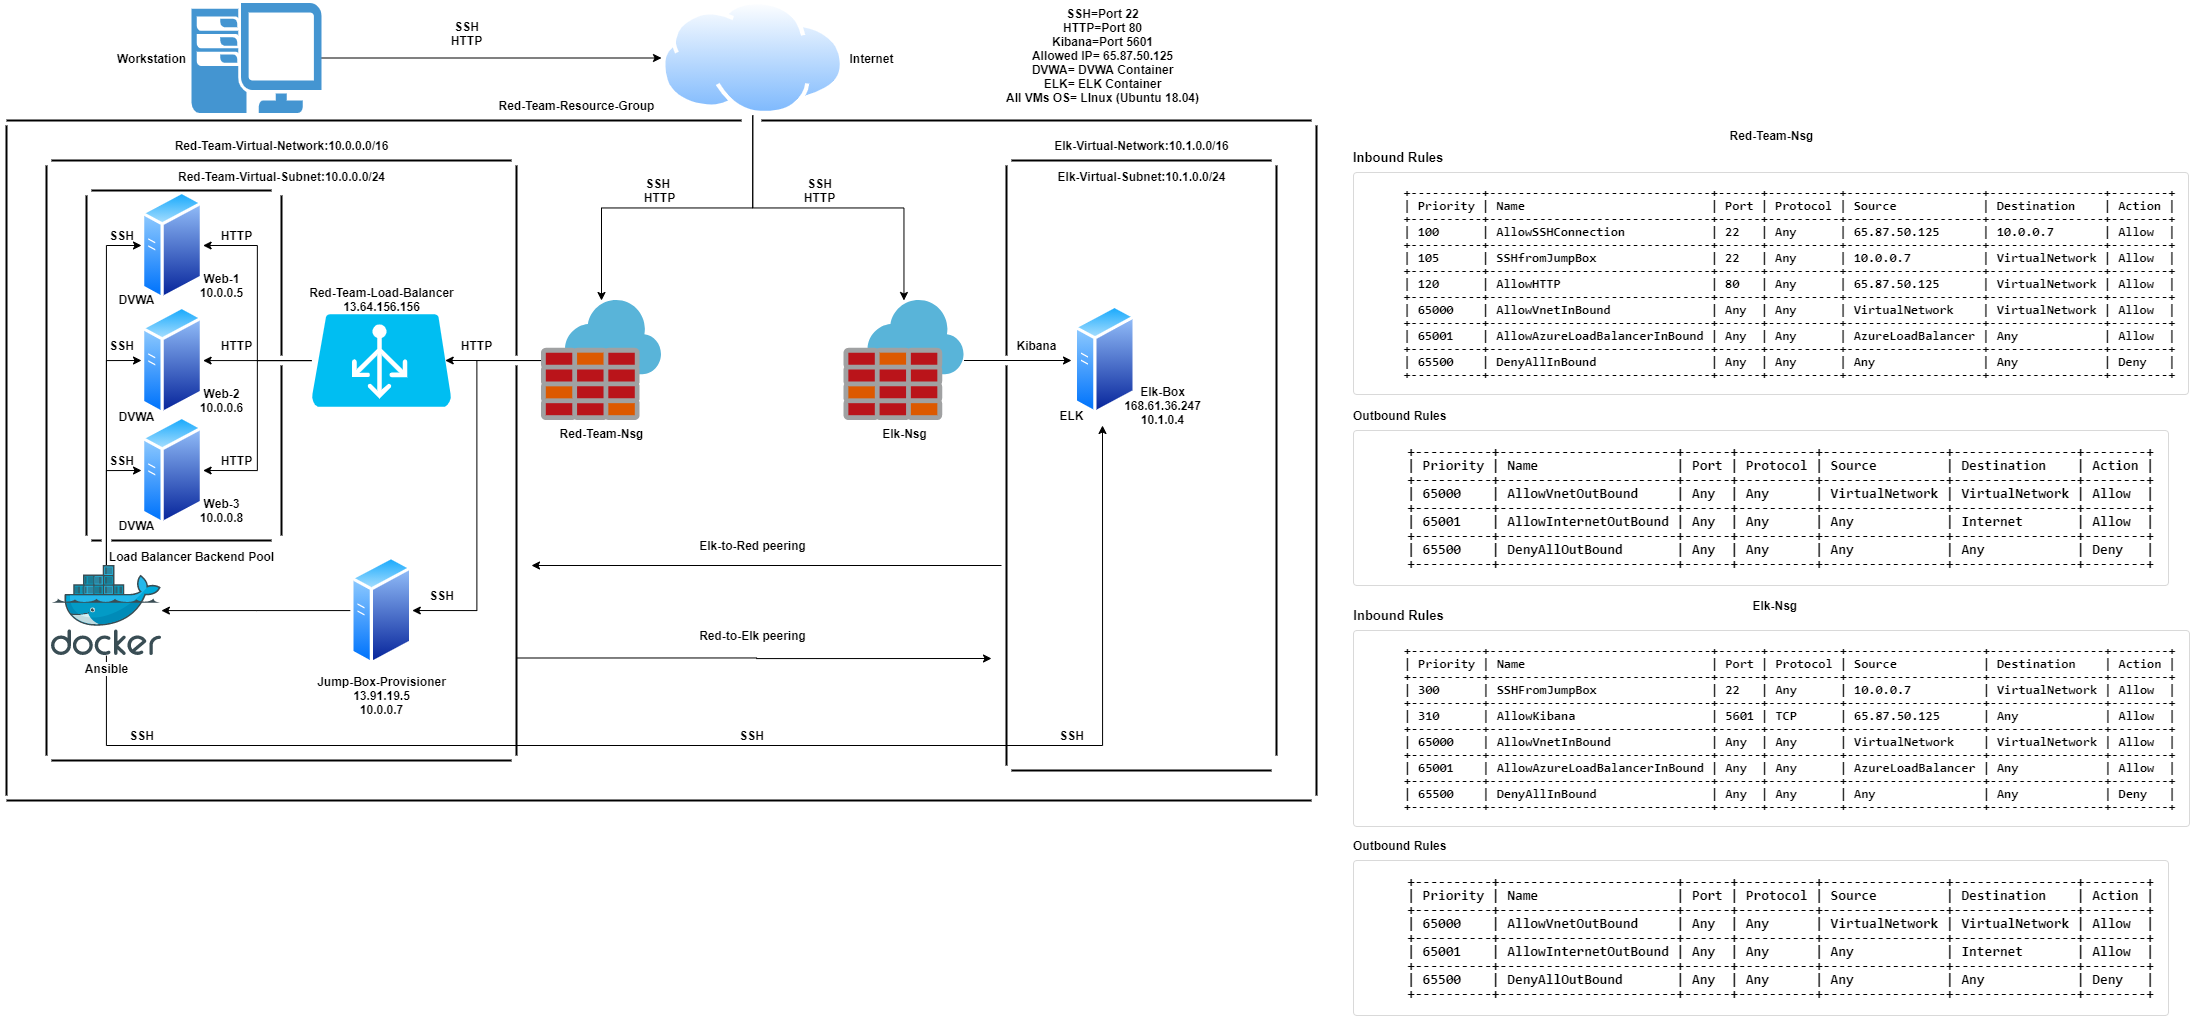 SSH
HTTP
Workstation
Internet
SSH=Port 22
HTTP=Port 80
Kibana=Port 5601
Allowed IP= 65.87.50.125
DVWA= DVWA Container
ELK= ELK Container
All VMs OS= LInux (Ubuntu 18.04)
Red-Team-Resource-Group
Red-Team-Virtual-Network:10.0.0.0/16
Red-Team-Virtual-Subnet:10.0.0.0/24
SSH
HTTP
Web-1
10.0.0.5
DVWA
SSH
HTTP
Web-2
10.0.0.6
DVWA
SSH
HTTP
Web-3
10.0.0.8
DVWA
Load Balancer Backend Pool
Red-Team-Load-Balancer
13.64.156.156
HTTP
SSH
HTTP
SSH
HTTP
Red-Team-Nsg
Elk-Nsg
Elk-Virtual-Network:10.1.0.0/16
Elk-Virtual-Subnet:10.1.0.0/24
Kibana
Elk-Box
168.61.36.247
10.1.0.4
ELK
docker
Ansible
SSH
Jump-Box-Provisioner
13.91.19.5
10.0.0.7
Elk-to-Red peering
Red-to-Elk peering
SSH
SSH
SSH
Red-Team-Nsg
Inbound Rules
| Priority | Name | Port | Protocol | Source | Destination | Action |
| 100 | AllowSSHConnection | 22 | Any | 65.87.50.125 | 10.0.0.7 | Allow |
| 105 | SSHfromJumpBox | 22 | Any | 10.0.0.7 | VirtualNetwork | Allow |
| 120 | AllowHTTP | 80 | Any | 65.87.50.125 | VirtualNetwork | Allow |
| 65000 | AllowVnetInBound | Any | Any | VirtualNetwork | VirtualNetwork | Allow |
| 65001 | AllowAzureLoadBalancerInBound | Any | Any | AzureLoadBalancer | Any | Allow |
| 65500 | DenyAllInBound | Any | Any | Any | Any | Deny |
Outbound Rules
| Priority | Name | Port | Protocol | Source | Destination | Action |
| 65000 | AllowVnetOutBound | Any | Any | VirtualNetwork | VirtualNetwork | Allow |
| 65001 | AllowInternetOutBound | Any | Any | Any | Internet | Allow |
| 65500 | DenyAllOutBound | Any | Any | Any | Any | Deny |
Elk-Nsg
Inbound Rules
| Priority | Name | Port | Protocol | Source | Destination | Action |
| 300 | SSHFromJumpBox | 22 | Any | 10.0.0.7 | VirtualNetwork | Allow |
| 310 | AllowKibana | 5601 | TCP | 65.87.50.125 | Any | Allow |
| 65000 | AllowVnetInBound | Any | Any | VirtualNetwork | VirtualNetwork | Allow |
| 65001 | AllowAzureLoadBalancerInBound | Any | Any | AzureLoadBalancer | Any | Allow |
| 65500 | DenyAllInBound | Any | Any | Any | Any | Deny |
Outbound Rules
| Priority | Name | Port | Protocol | Source | Destination | Action |
| 65000 | AllowVnetOutBound | Any | Any | VirtualNetwork | VirtualNetwork | Allow |
| 65001 | AllowInternetOutBound | Any | Any | Any | Internet | Allow |
| 65500 | DenyAllOutBound | Any | Any | Any | Any | Deny |